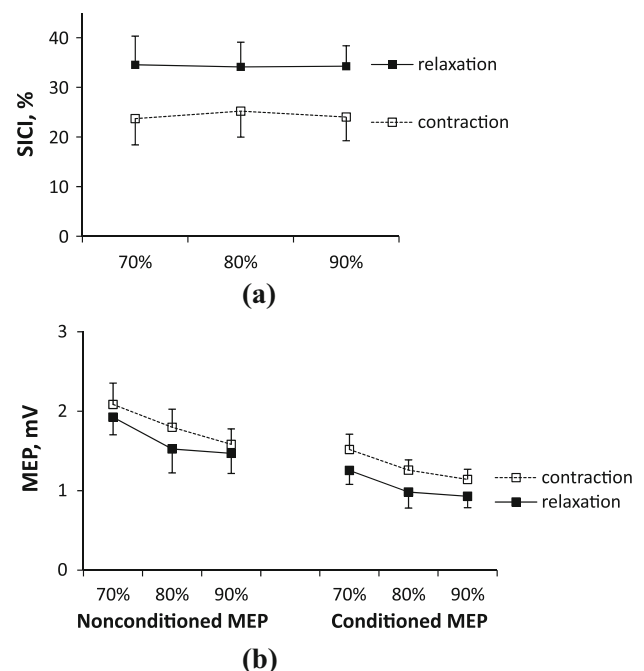 40
30
20
10
0
SICI, %
relaxation
contraction
70% 80% 90%
(a)
3
2
1
0
MEP, mV
contraction
relaxation
70% 80% 90% 70% 80% 90%
Nonconditioned MEP Conditioned MEP
(b)